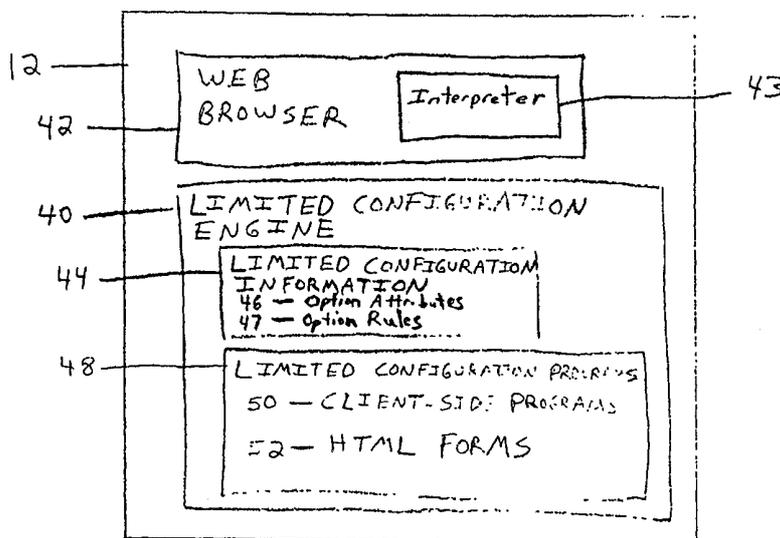 12
WEB
BROWSER
Interpreter
43
42
40
LIMITED CONFIGURATION
ENGINE
44
LIMITED CONFIGURATION
INFORMATION
46 — Option Attributes
47 — Option Rules
48
LIMITED CONFIGURATION PROGRAMS
50 — CLIENT-SIDE PROGRAMS
52 — HTML FORMS